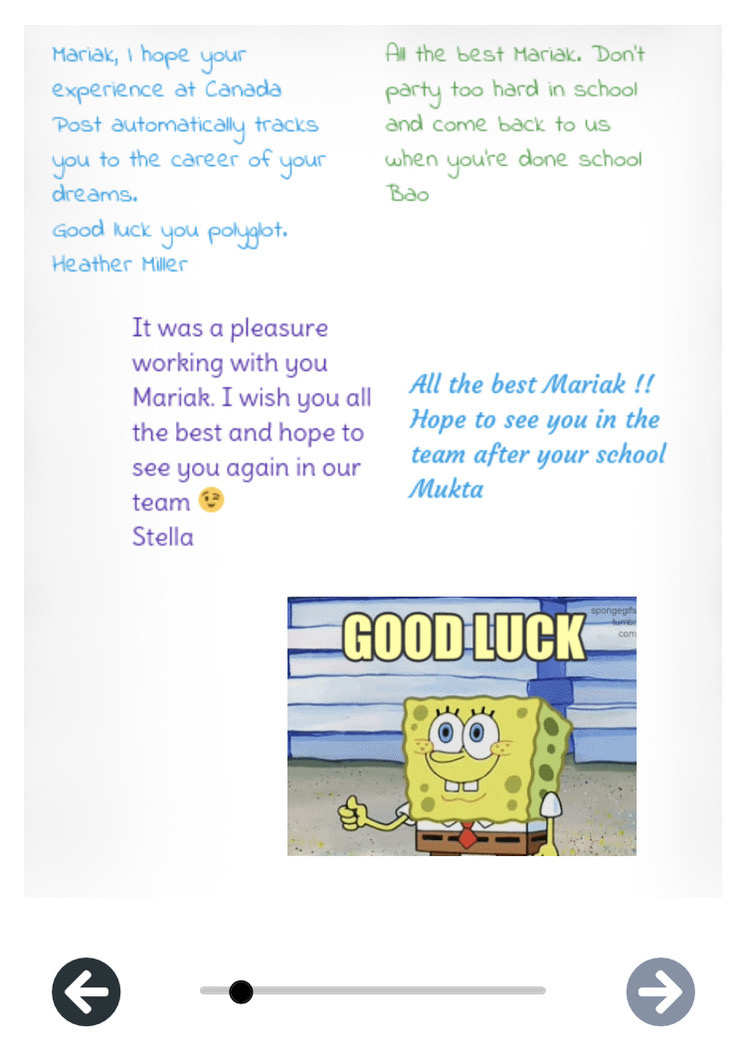 Mariak, I hope your
experience at Canada
Post automatically tracks
you to the career of your
dreams.
Good luck you polyglot.
Heather Miller
All the best Mariak. Don't
party too hard in school
and come back to us
when you're done school
Bao
It was a pleasure
working with you
Mariak. I wish you all
the best and hope to
see you again in our
team 😉
Stella
All the best Mariak !!
Hope to see you in the
team after your school
Mukta
spongegifs
tumblr
com
GOOD LUCK